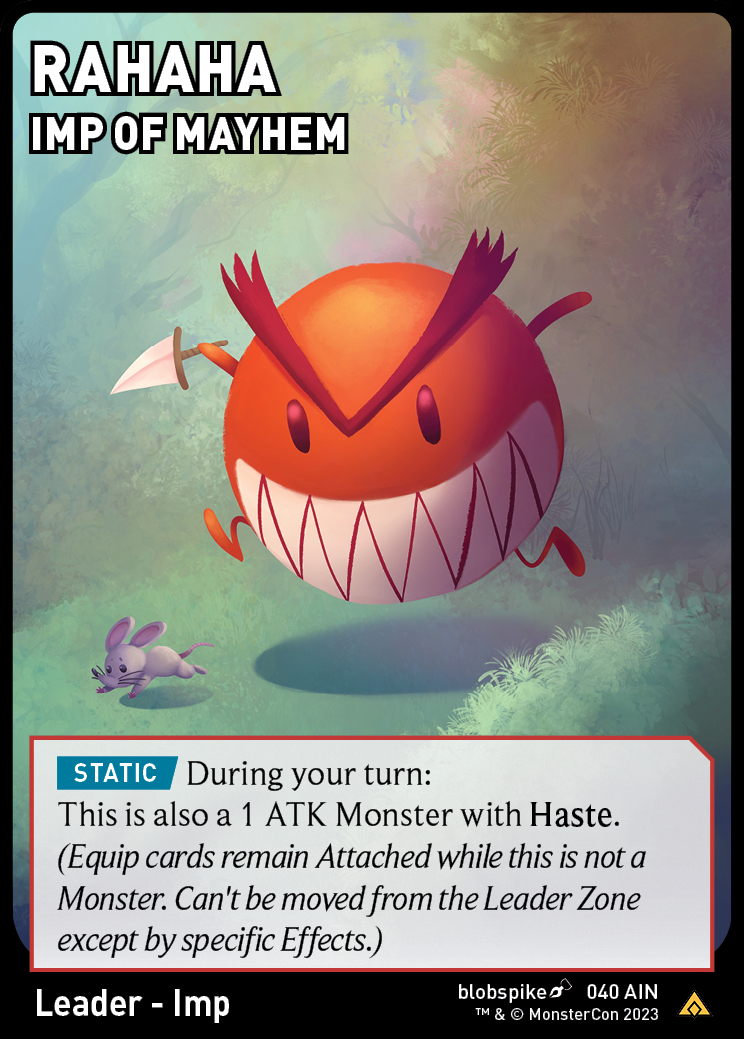 RAHAHA
IMP OF MAYHEM
STATIC During your turn:
This is also a 1 ATK Monster with Haste.
(Equip cards remain Attached while this is not a
Monster. Can't be moved from the Leader Zone
except by specific Effects.)
Leader - Imp
blobspike 040 AIN
™ & © MonsterCon 2023